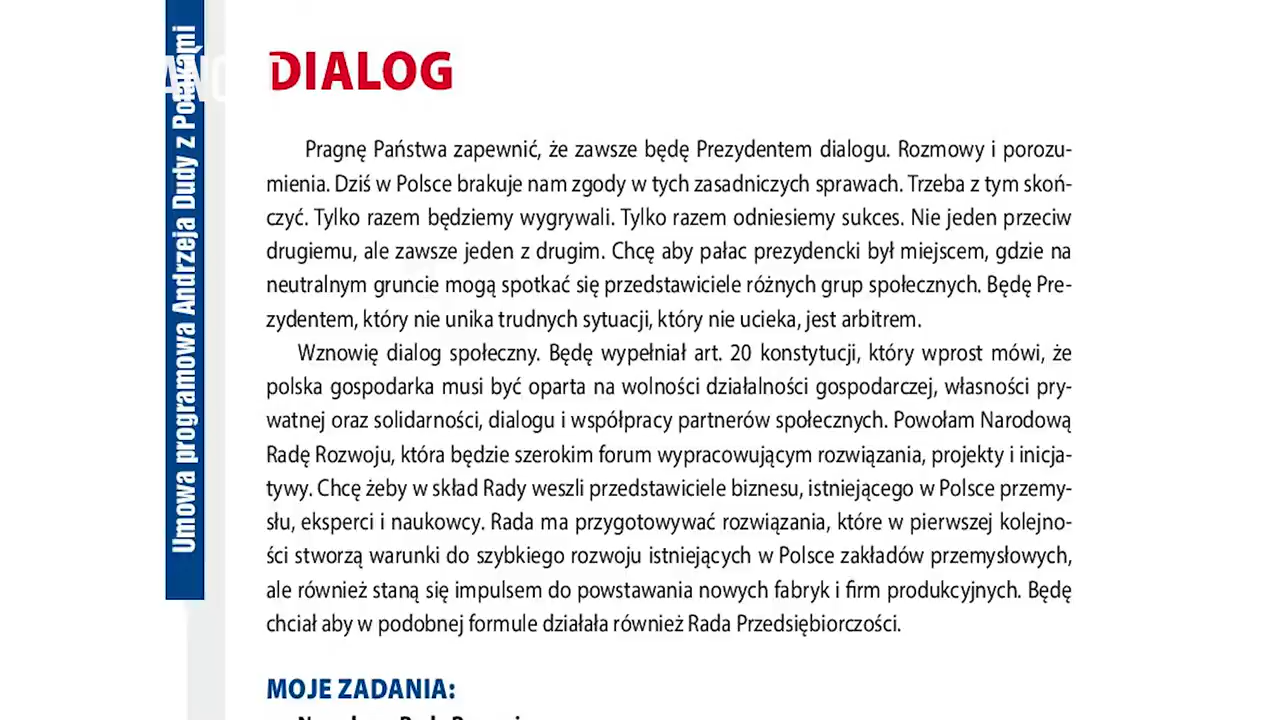 Umowa programowa Andrzeja Dudy z Polakami
DIALOG
Pragnę Państwa zapewnić, że zawsze będę Prezydentem dialogu. Rozmowy i porozu-
mienia. Dziś w Polsce brakuje nam zgody w tych zasadniczych sprawach. Trzeba z tym skoń-
czyć. Tylko razem będziemy wygrywali. Tylko razem odniesiemy sukces. Nie jeden przeciw
drugiemu, ale zawsze jeden z drugim. Chcę aby pałac prezydencki był miejscem, gdzie na
neutralnym gruncie mogą spotkać się przedstawiciele różnych grup społecznych. Będę Pre-
zydentem, który nie unika trudnych sytuacji, który nie ucieka, jest arbitrem.
Wznowię dialog społeczny. Będę wypełniał art. 20 konstytucji, który wprost mówi, że
polska gospodarka musi być oparta na wolności działalności gospodarczej, własności pry-
watnej oraz solidarności, dialogu i współpracy partnerów społecznych. Powołam Narodową
Radę Rozwoju, która będzie szerokim forum wypracowującym rozwiązania, projekty i inicja-
tywy. Chcę żeby w skład Rady weszli przedstawiciele biznesu, istniejącego w Polsce przemy-
słu, eksperci i naukowcy. Rada ma przygotowywać rozwiązania, które w pierwszej kolejno-
ści stworzą warunki do szybkiego rozwoju istniejących w Polsce zakładów przemysłowych,
ale również staną się impulsem do powstawania nowych fabryk i firm produkcyjnych. Będę
chciał aby w podobnej formule działała również Rada Przedsiębiorczości.
MOJE ZADANIA: